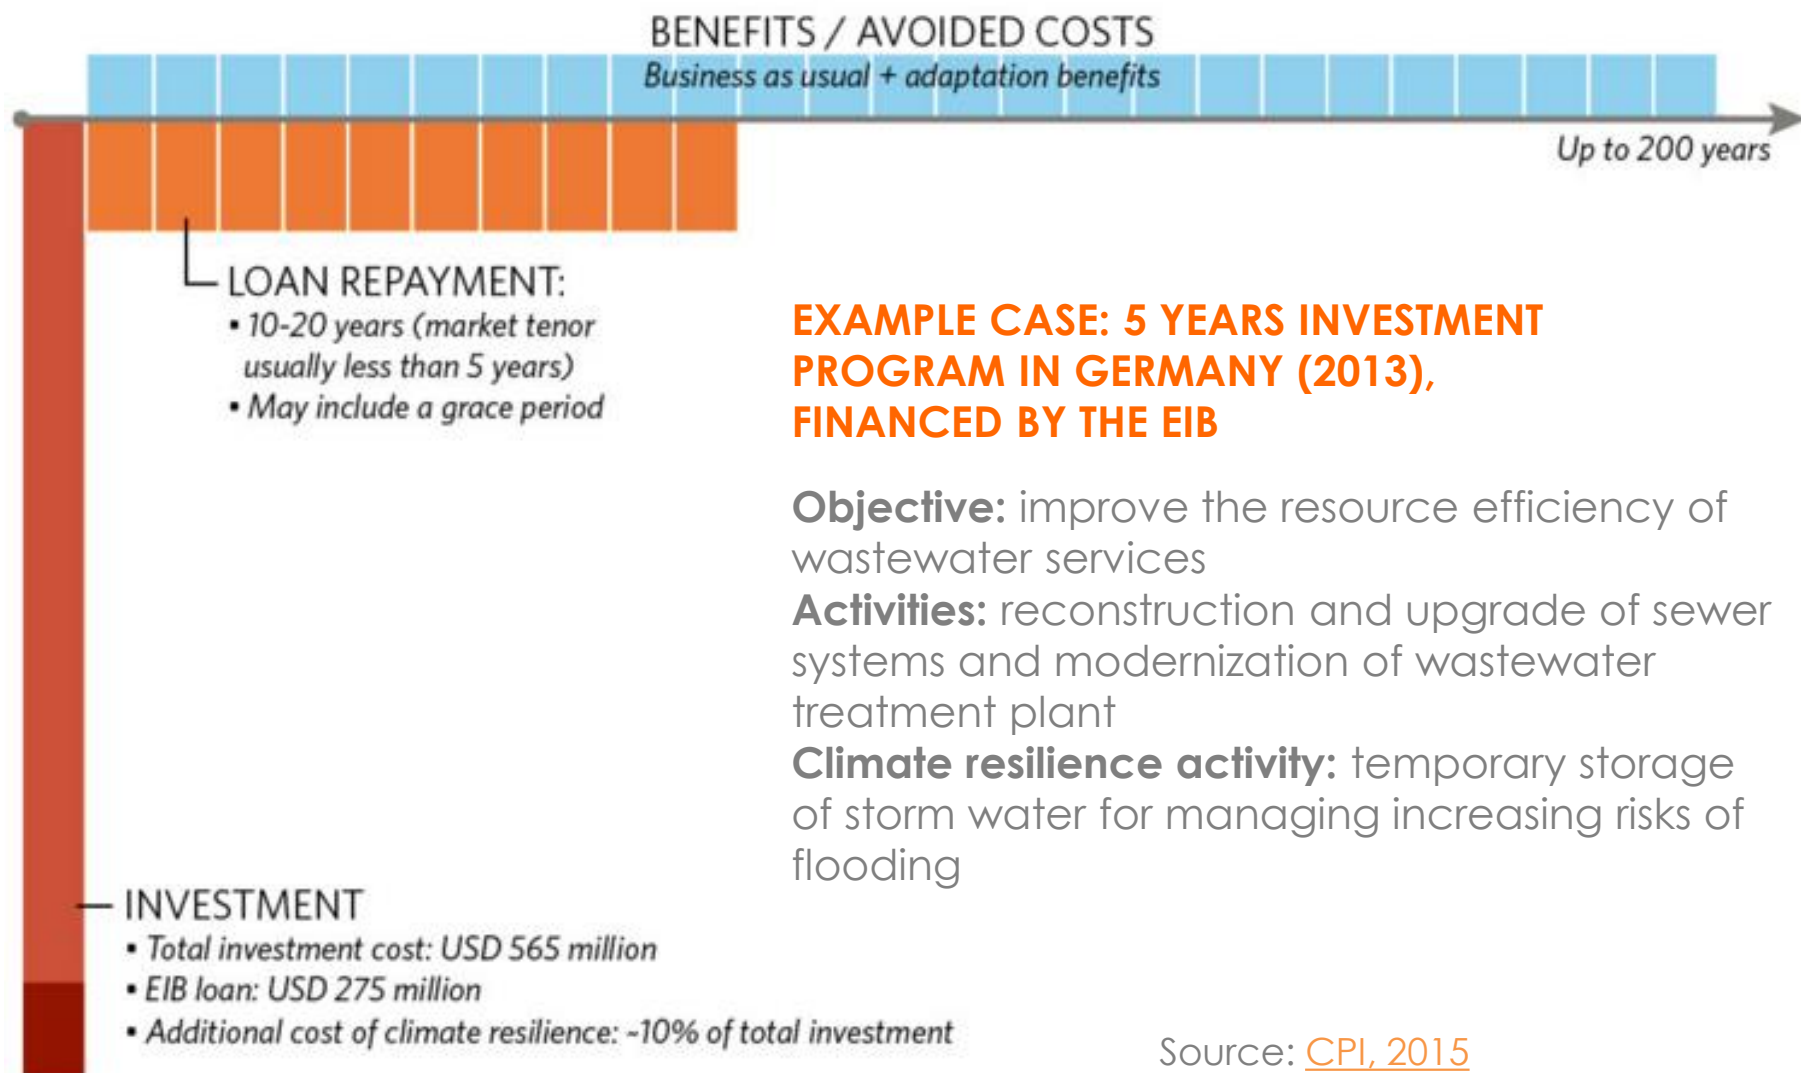 BENEFITS / AVOIDED COSTS
Business as usual + adaptation benefits
Up to 200 years
LOAN REPAYMENT:
▪ 10-20 years (market tenor
usually less than 5 years)
▪ May include a grace period
EXAMPLE CASE: 5 YEARS INVESTMENT
PROGRAM IN GERMANY (2013),
FINANCED BY THE EIB
Objective: improve the resource efficiency of
wastewater services
Activities: reconstruction and upgrade of sewer
systems and modernization of wastewater
treatment plant
Climate resilience activity: temporary storage
of storm water for managing increasing risks of
flooding
INVESTMENT
▪ Total investment cost: USD 565 million
▪ EIB loan: USD 275 million
▪ Additional cost of climate resilience: ~10% of total investment
Source: CPI, 2015